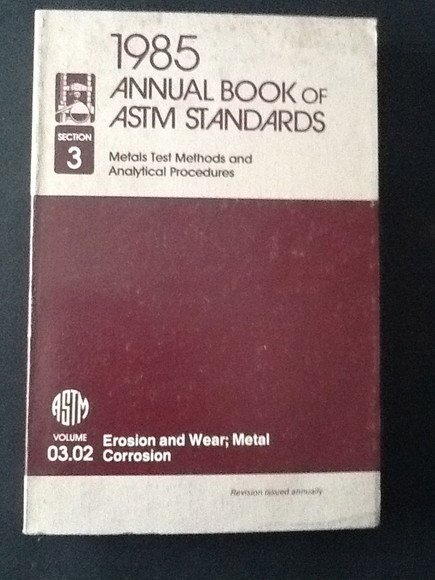 1985
ANNUAL BOOK OF
ASTM STANDARDS
SECTION
3
Metals Test Methods and
Analytical Procedures
ASTM
VOLUME
03.02
Erosion and Wear; Metal
Corrosion
Revision issued annually